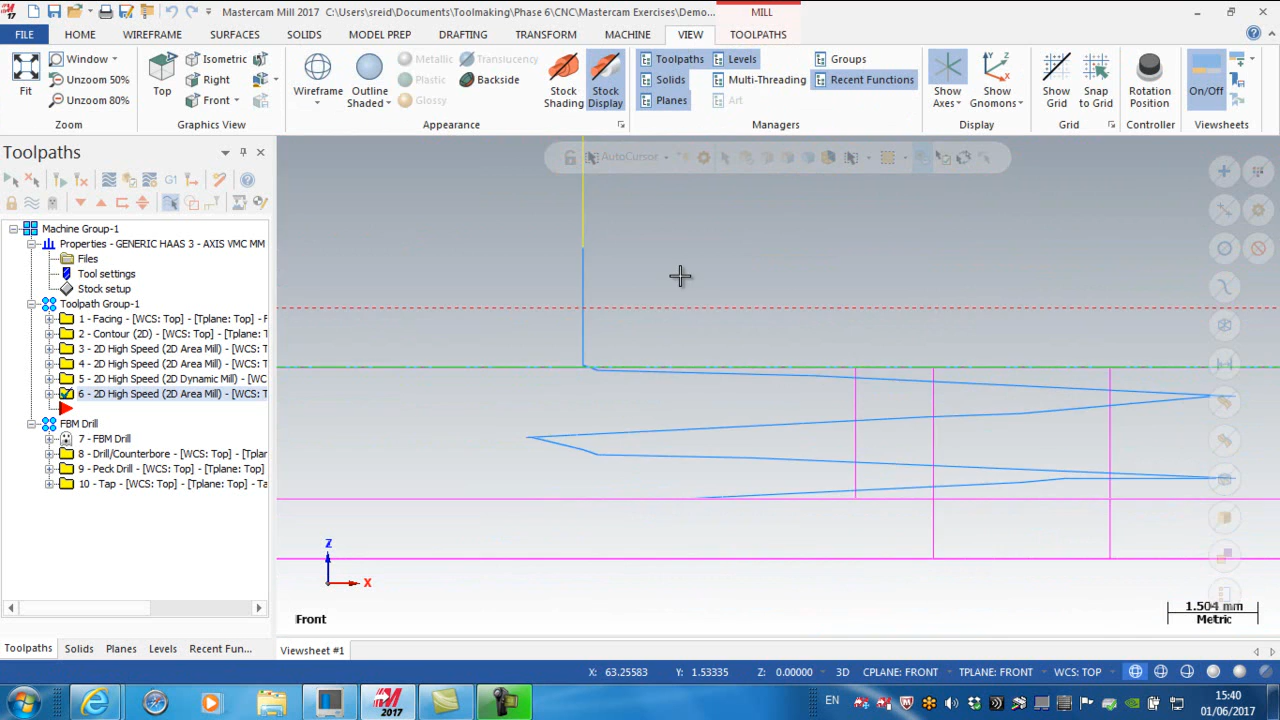 Mastercam Mill 2017 C:\Users\sreid\Documents\Toolmaking\Phase 6\CNC\Mastercam Exercises\Demo...
MILL
2017
FILE HOME WIREFRAME SURFACES SOLIDS MODEL PREP DRAFTING TRANSFORM MACHINE VIEW TOOLPATHS
Fit
Window
Unzoom 50%
Unzoom 80%
Zoom
Top
Isometric
Right
Front
Graphics View
Wireframe
Outline Shaded
Metallic
Plastic
Glossy
Translucency
Backside
Stock Shading
Stock Display
Appearance
Toolpaths
Solids
Planes
Levels
Multi-Threading
Art
Groups
Recent Functions
Managers
Show Axes
Show Gnomons
Display
Show Grid
Snap to Grid
Grid
Rotation Position
Controller
On/Off
Viewsheets
Toolpaths
AutoCursor
G1
Machine Group-1
Properties - GENERIC HAAS 3 - AXIS VMC MM
Files
Tool settings
Stock setup
Toolpath Group-1
1 - Facing - [WCS: Top] - [Tplane: Top] - F
2 - Contour (2D) - [WCS: Top] - [Tplane:
3 - 2D High Speed (2D Area Mill) - [WCS: T
4 - 2D High Speed (2D Area Mill) - [WCS: T
5 - 2D High Speed (2D Dynamic Mill) - [WC
6 - 2D High Speed (2D Area Mill) - [WCS: T
FBM Drill
7 - FBM Drill
8 - Drill/Counterbore - [WCS: Top] - [Tpla
9 - Peck Drill - [WCS: Top] - [Tplane: Top]
10 - Tap - [WCS: Top] - [Tplane: Top] - Ta
Z
X
Front
1.504 mm
Metric
Toolpaths Solids Planes Levels Recent Fun...
Viewsheet #1
X: 63.25583 Y: 1.53335 Z: 0.00000 3D CPLANE: FRONT TPLANE: FRONT WCS: TOP
2017
EN
15:40
01/06/2017